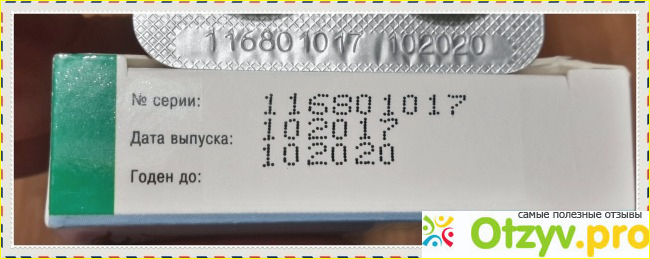 11680 1017 102020
№ серии: 116801017
Дата выпуска: 102017
Годен до: 102020
самые полезные отзывы
Otzyv.pro